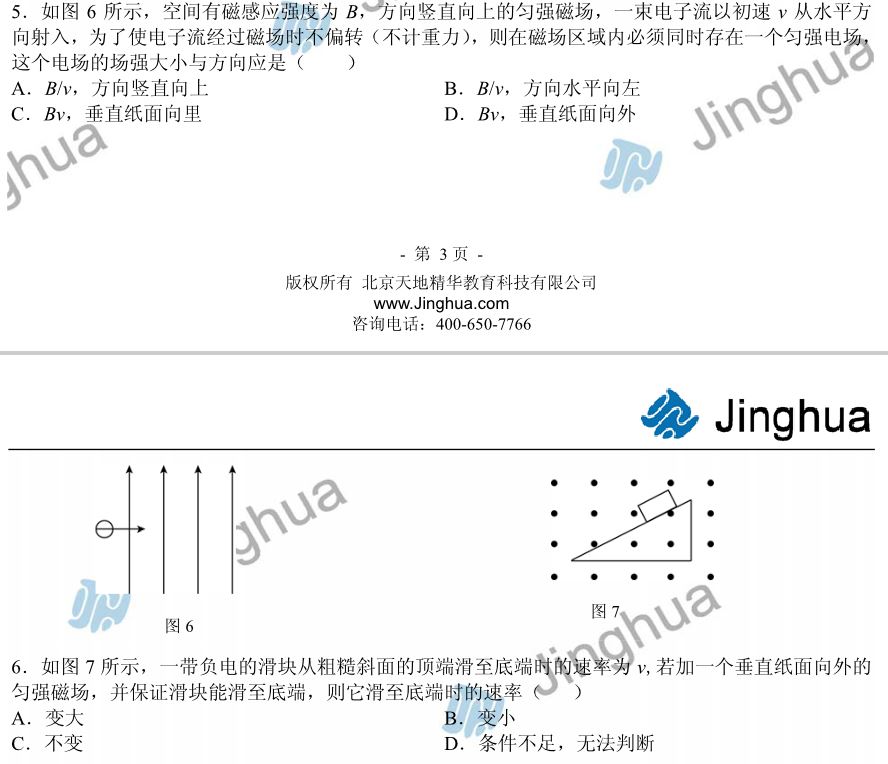 5．如图 6 所示，空间有磁感应强度为 B，方向竖直向上的匀强磁场，一束电子流以初速 v 从水平方
向射入，为了使电子流经过磁场时不偏转（不计重力），则在磁场区域内必须同时存在一个匀强电场，
这个电场的场强大小与方向应是（　　）
A．B/v，方向竖直向上
B．B/v，方向水平向左
C．Bv，垂直纸面向里
D．Bv，垂直纸面向外
Jinghua
ghua
- 第 3 页 -
版权所有 北京天地精华教育科技有限公司
www.Jinghua.com
咨询电话：400-650-7766
Jinghua
ghua
图 6
图 7
Jinghua
6．如图 7 所示，一带负电的滑块从粗糙斜面的顶端滑至底端时的速率为 v, 若加一个垂直纸面向外的
匀强磁场，并保证滑块能滑至底端，则它滑至底端时的速率（　　）
A．变大
B．变小
C．不变
D．条件不足，无法判断